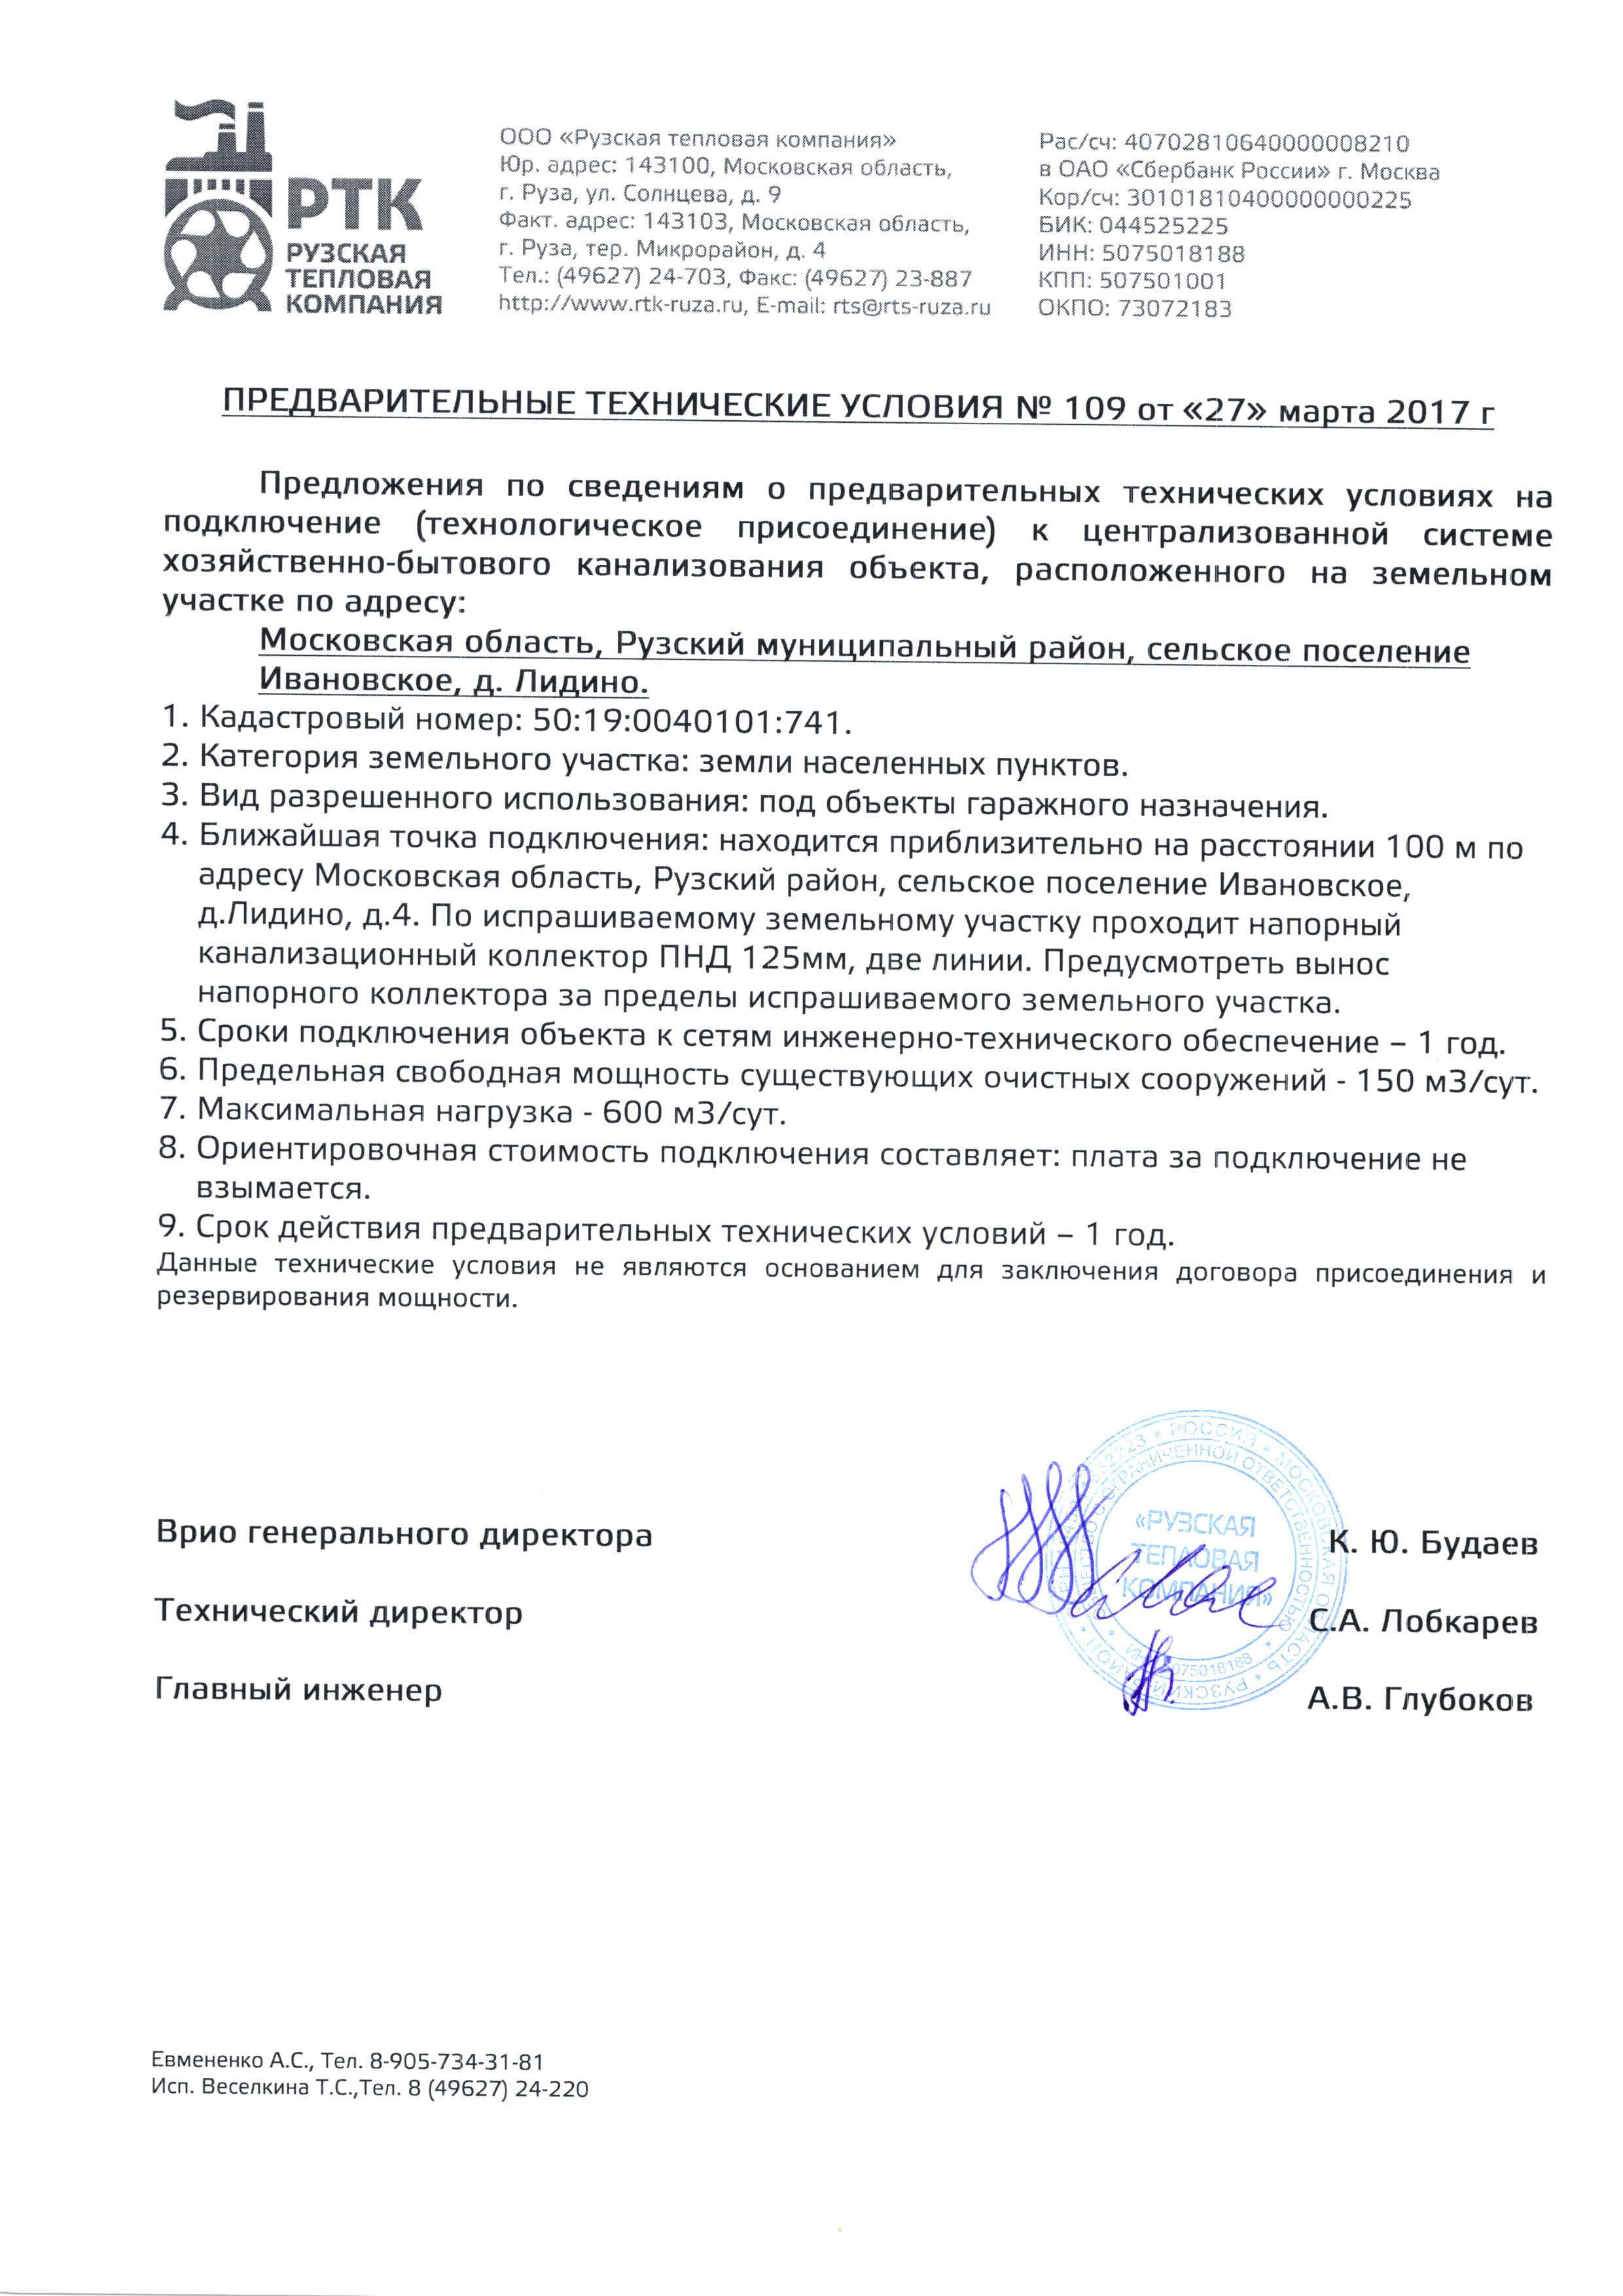 РТК
РУЗСКАЯ
ТЕПЛОВАЯ
КОМПАНИЯ
ООО «Рузская тепловая компания»
Юр. адрес: 143100, Московская область,
г. Руза, ул. Солнцева, д. 9
Факт. адрес: 143103, Московская область,
г. Руза, тер. Микрорайон, д. 4
Тел.: (49627) 24-703, Факс: (49627) 23-887
http://www.rtk-ruza.ru, E-mail: rts@rts-ruza.ru
Рас/сч: 40702810640000008210
в ОАО «Сбербанк России» г. Москва
Кор/сч: 30101810400000000225
БИК: 044525225
ИНН: 5075018188
КПП: 507501001
ОКПО: 73072183
ПРЕДВАРИТЕЛЬНЫЕ ТЕХНИЧЕСКИЕ УСЛОВИЯ № 109 от «27» марта 2017 г
Предложения по сведениям о предварительных технических условиях на
подключение (технологическое присоединение) к централизованной системе
хозяйственно-бытового канализования объекта, расположенного на земельном
участке по адресу:
Московская область, Рузский муниципальный район, сельское поселение
Ивановское, д. Лидино.
1. Кадастровый номер: 50:19:0040101:741.
2. Категория земельного участка: земли населенных пунктов.
3. Вид разрешенного использования: под объекты гаражного назначения.
4. Ближайшая точка подключения: находится приблизительно на расстоянии 100 м по
адресу Московская область, Рузский район, сельское поселение Ивановское,
д.Лидино, д.4. По испрашиваемому земельному участку проходит напорный
канализационный коллектор ПНД 125мм, две линии. Предусмотреть вынос
напорного коллектора за пределы испрашиваемого земельного участка.
5. Сроки подключения объекта к сетям инженерно-технического обеспечение – 1 год.
6. Предельная свободная мощность существующих очистных сооружений - 150 м3/сут.
7. Максимальная нагрузка - 600 м3/сут.
8. Ориентировочная стоимость подключения составляет: плата за подключение не
взымается.
9. Срок действия предварительных технических условий – 1 год.
Данные технические условия не являются основанием для заключения договора присоединения и
резервирования мощности.
Врио генерального директора
К. Ю. Будаев
Технический директор
С.А. Лобкарев
Главный инженер
А.В. Глубоков
РОССИЯ * МОСКОВСКАЯ ОБЛАСТЬ * РУЗСКИЙ РАЙОН
ОБЩЕСТВО С ОГРАНИЧЕННОЙ ОТВЕТСТВЕННОСТЬЮ
«РУЗСКАЯ
ТЕПЛОВАЯ
КОМПАНИЯ»
ИНН 5075018188
Евмененко А.С., Тел. 8-905-734-31-81
Исп. Веселкина Т.С.,Тел. 8 (49627) 24-220